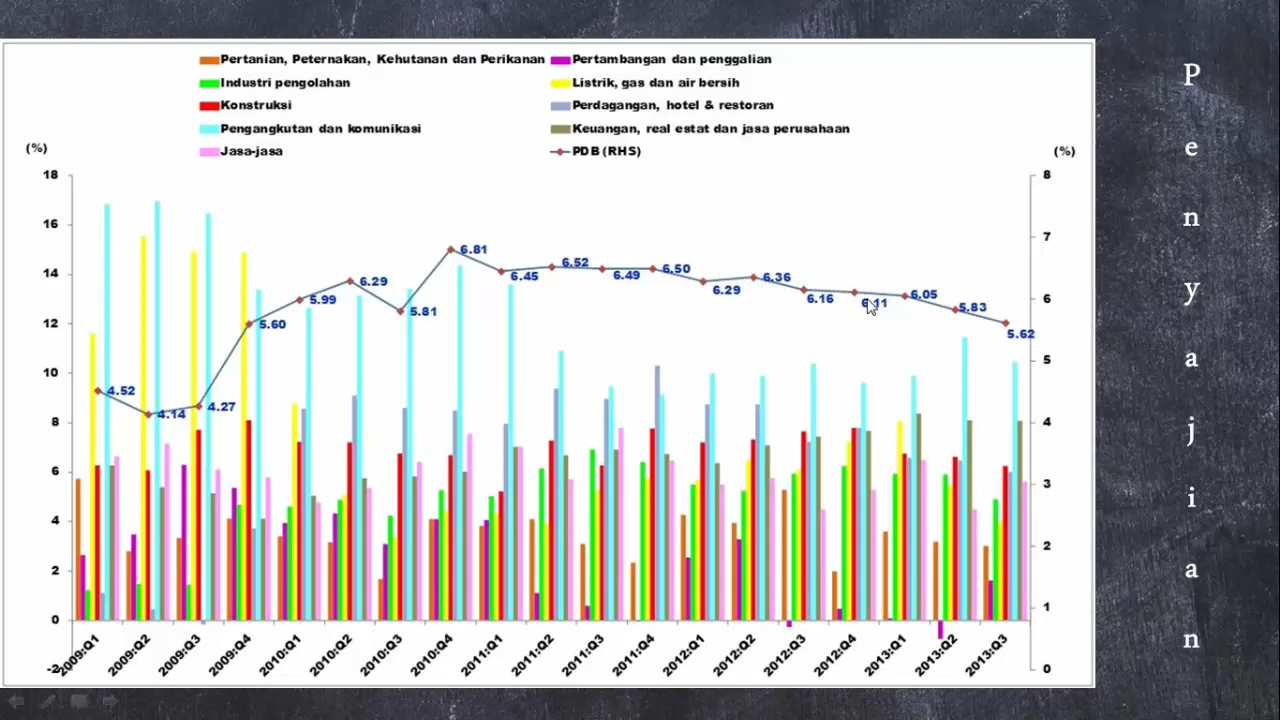 Pertanian, Peternakan, Kehutanan dan Perikanan
Pertambangan dan penggalian
Industri pengolahan
Listrik, gas dan air bersih
Konstruksi
Perdagangan, hotel & restoran
Pengangkutan dan komunikasi
Keuangan, real estat dan jasa perusahaan
Jasa-jasa
PDB (RHS)
(%)
(%)
18
16
14
12
10
8
6
4
2
0
-2
8
7
6
5
4
3
2
1
0
4.52
4.14
4.27
5.60
5.99
6.29
5.81
6.81
6.45
6.52
6.49
6.50
6.29
6.36
6.16
6.11
6.05
5.83
5.62
2009:Q1
2009:Q2
2009:Q3
2009:Q4
2010:Q1
2010:Q2
2010:Q3
2010:Q4
2011:Q1
2011:Q2
2011:Q3
2011:Q4
2012:Q1
2012:Q2
2012:Q3
2012:Q4
2013:Q1
2013:Q2
2013:Q3
P
e
n
y
a
j
i
a
n